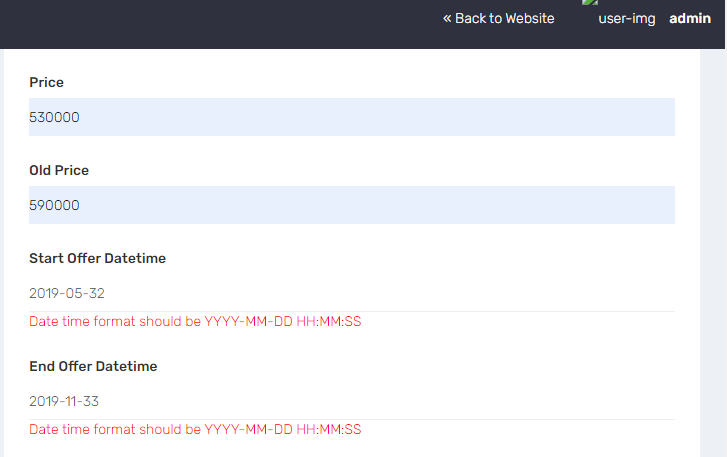 « Back to Website user-img admin
Price
530000
Old Price
590000
Start Offer Datetime
2019-05-32
Date time format should be YYYY-MM-DD HH:MM:SS
End Offer Datetime
2019-11-33
Date time format should be YYYY-MM-DD HH:MM:SS